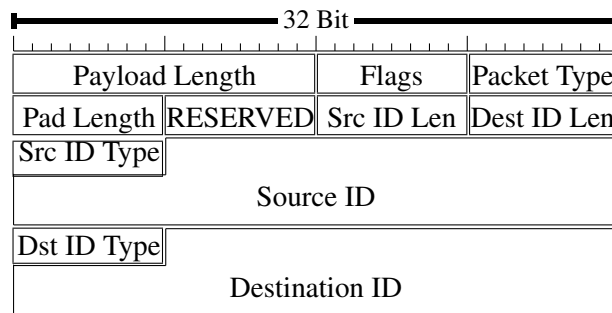 32 Bit
Payload Length Flags Packet Type
Pad Length RESERVED Src ID Len Dest ID Len
Src ID Type
Source ID
Dst ID Type
Destination ID